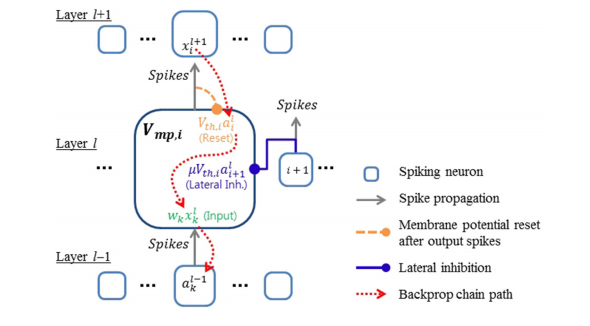 Layer l+1
... x_i^{l+1} ...
Spikes
Spikes
V_{mp,i}
V_{th,i}a_i^l
(Reset)
Layer l
... μV_{th,i}a_{i+1}^l i + 1 ...
(Lateral Inh.)
w_k x_k^l (Input)
Spikes
Layer l−1
... a_k^{l−1} ...
Spiking neuron
Spike propagation
Membrane potential reset
after output spikes
Lateral inhibition
Backprop chain path